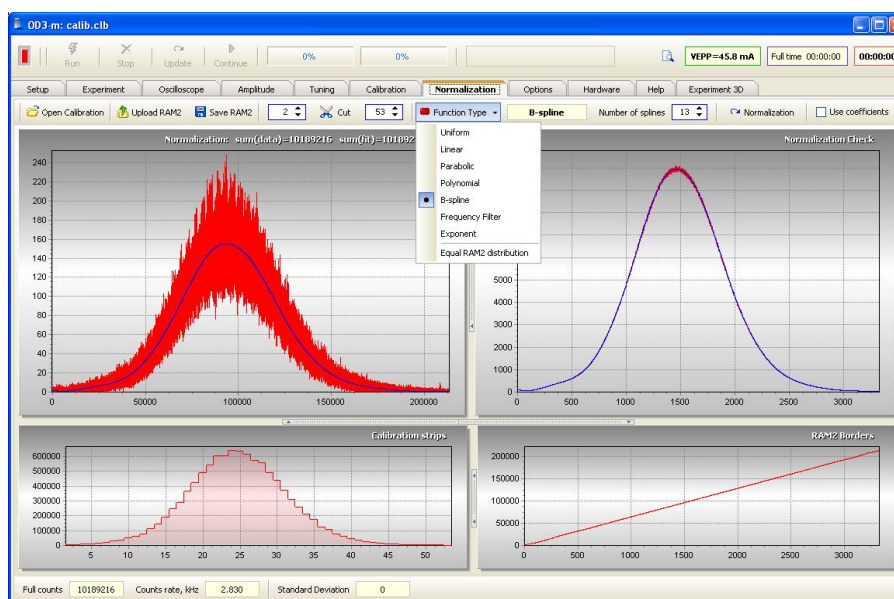 OD3-m: calib.clb
Run Stop Update Continue 0% 0% VEPP=45.8 mA Full time 00:00:00 00:00:00
Setup Experiment Oscilloscope Amplitude Tuning Calibration Normalization Options Hardware Help Experiment 3D
Open Calibration Upload RAM2 Save RAM2 2 Cut 53 Function Type B-spline Number of splines 13 Normalization Use coefficients
Uniform
Linear
Parabolic
Polynomial
B-spline
Frequency Filter
Exponent
Equal RAM2 distribution
Normalization: sum(data)=10189216 sum(fit)=101892
240
220
200
180
160
140
120
100
80
60
40
20
0
0 100000 200000
Normalization Check
5000
4000
3000
2000
1000
0
0 500 1000 1500 2000 2500 3000
Calibration strips
600000
500000
400000
300000
200000
100000
0
5 10 15 20 25 30 35 40 45 50
RAM2 Borders
200000
150000
100000
50000
0
0 500 1000 1500 2000 2500 3000
Full counts 10189216 Counts rate, kHz 2.830 Standard Deviation 0